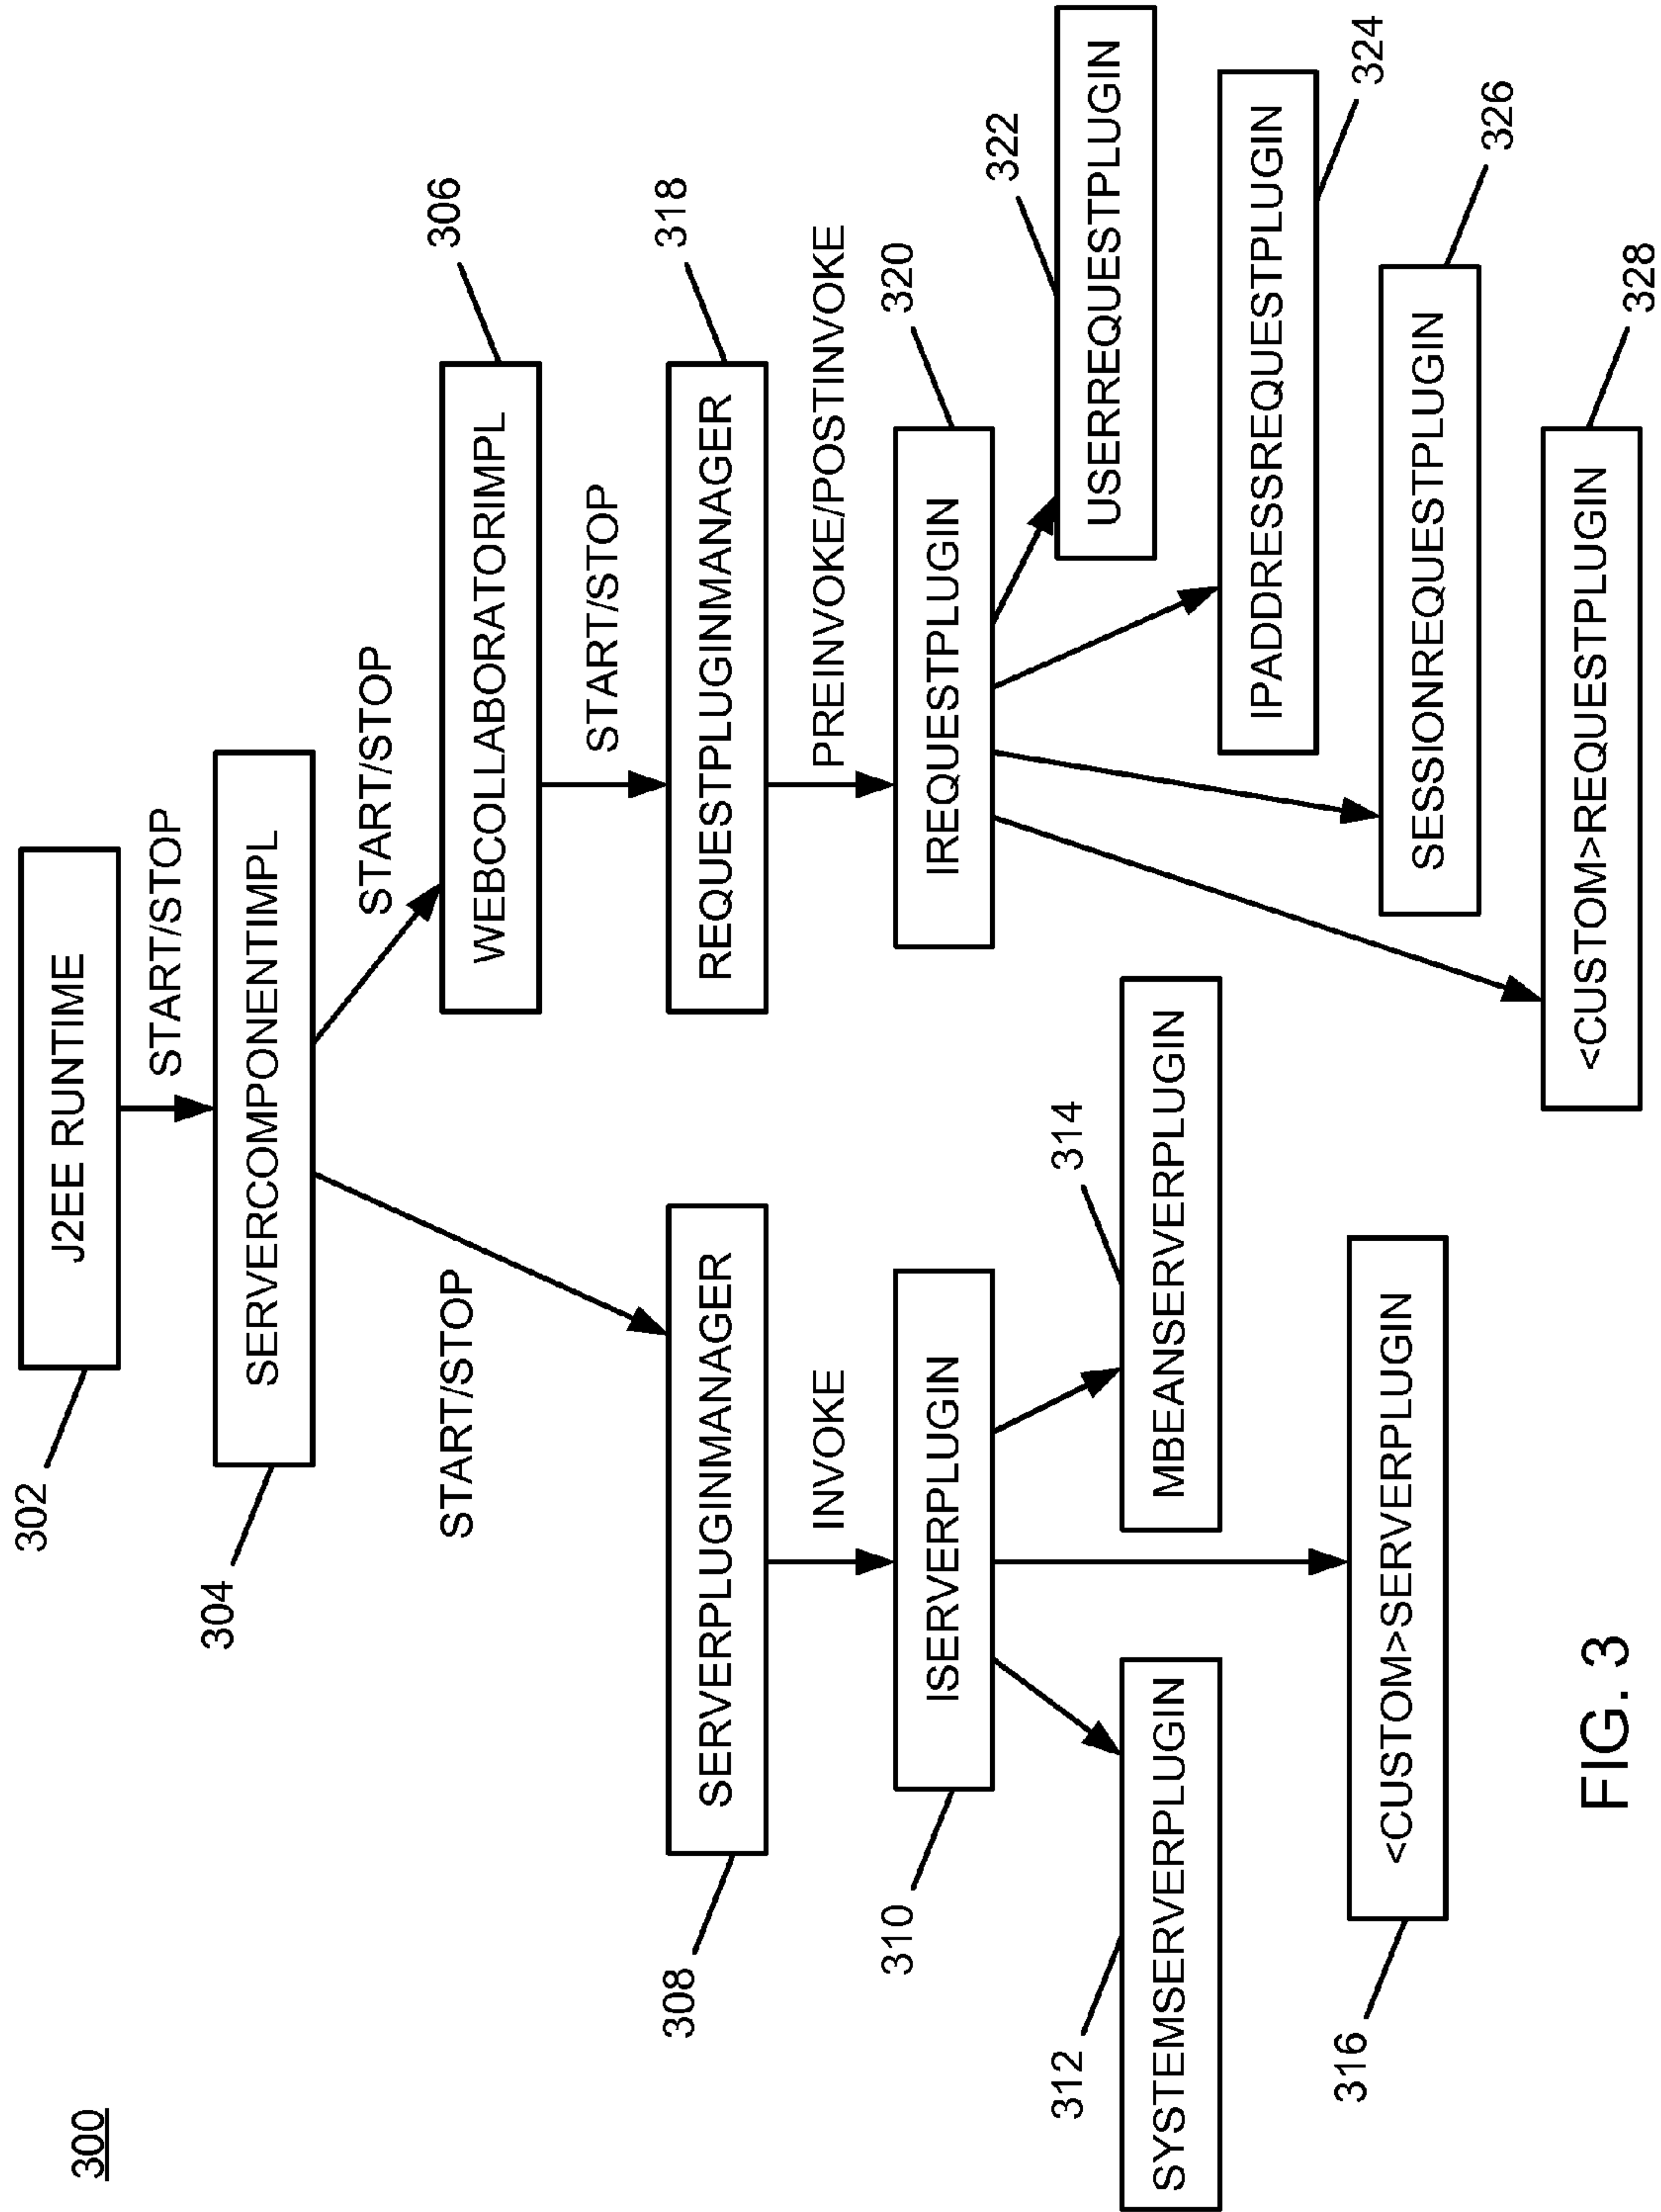 300
302
J2EE RUNTIME
START/STOP
304
SERVERCOMPONENTIMPL
START/STOP
START/STOP
WEBCOLLABORATORIMPL
306
START/STOP
308
SERVERPLUGINMANAGER
REQUESTPLUGINMANAGER
318
INVOKE
PREINVOKE/POSTINVOKE
310
ISERVERPLUGIN
IREQUESTPLUGIN
320
312
314
322
USERREQUESTPLUGIN
SYSTEMSERVERPLUGIN
MBEANSERVERPLUGIN
IPADDRESSREQUESTPLUGIN
324
316
<CUSTOM>SERVERPLUGIN
SESSIONREQUESTPLUGIN
326
<CUSTOM>REQUESTPLUGIN
328
FIG. 3